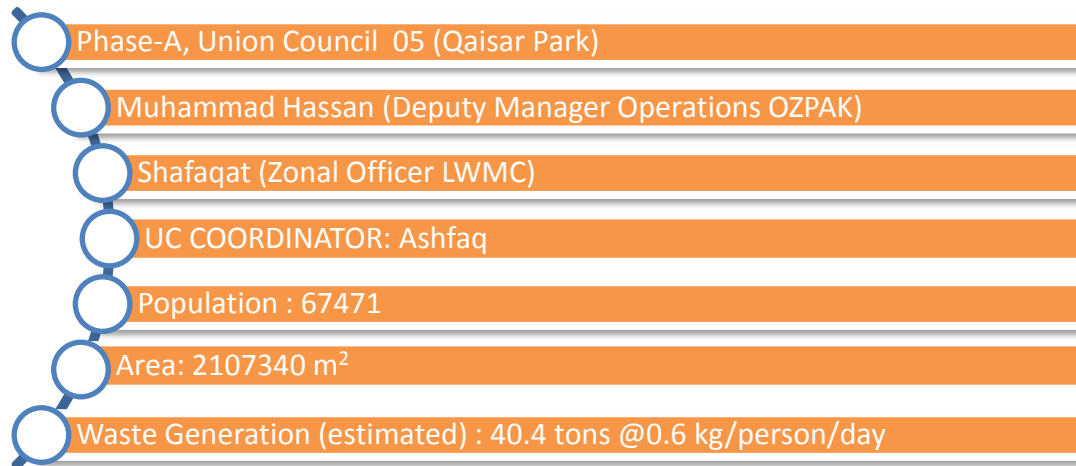 Phase-A, Union Council  05 (Qaisar Park)
Muhammad Hassan (Deputy Manager Operations OZPAK)
Shafaqat (Zonal Officer LWMC)
UC COORDINATOR: Ashfaq
Population : 67471
Area: 2107340 m²
Waste Generation (estimated) : 40.4 tons @0.6 kg/person/day